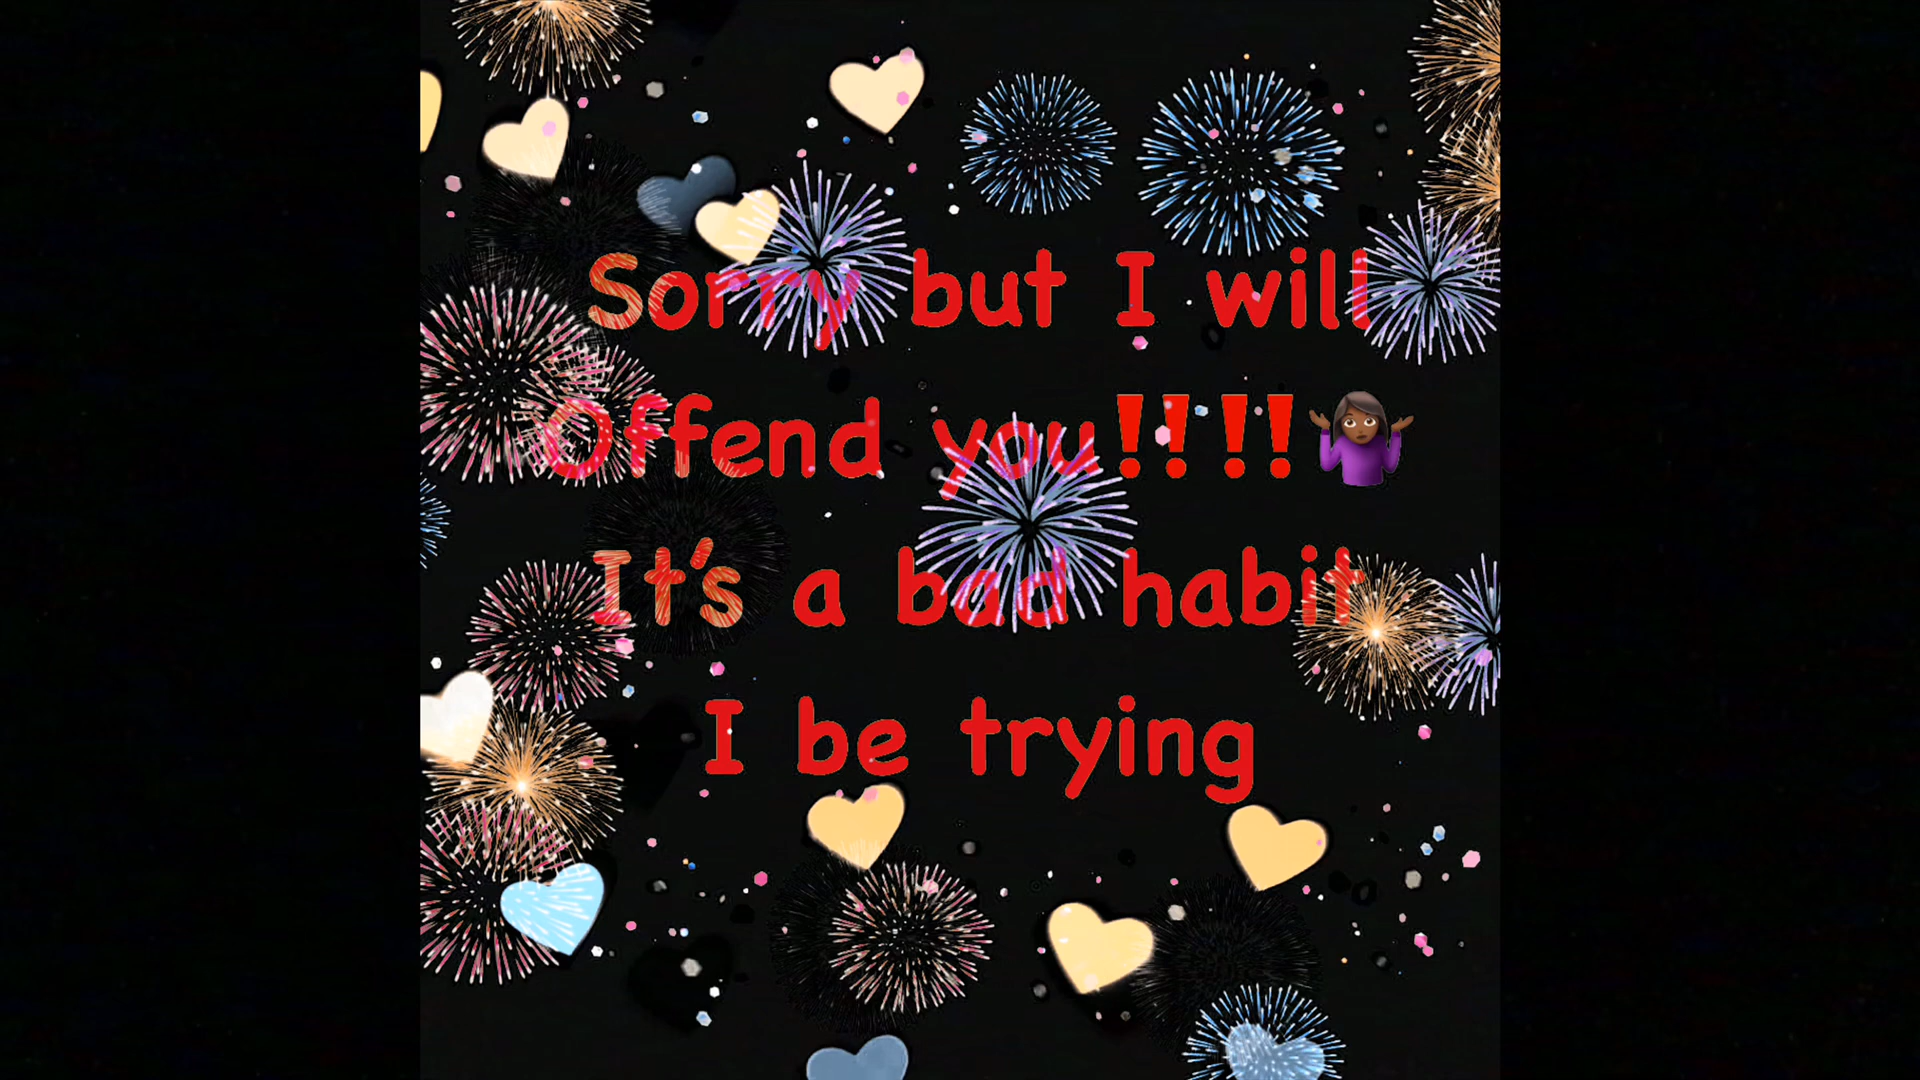 Sorry but I will
Offend you‼️‼️🤷🏾‍♀️
It's a bad habit
I be trying